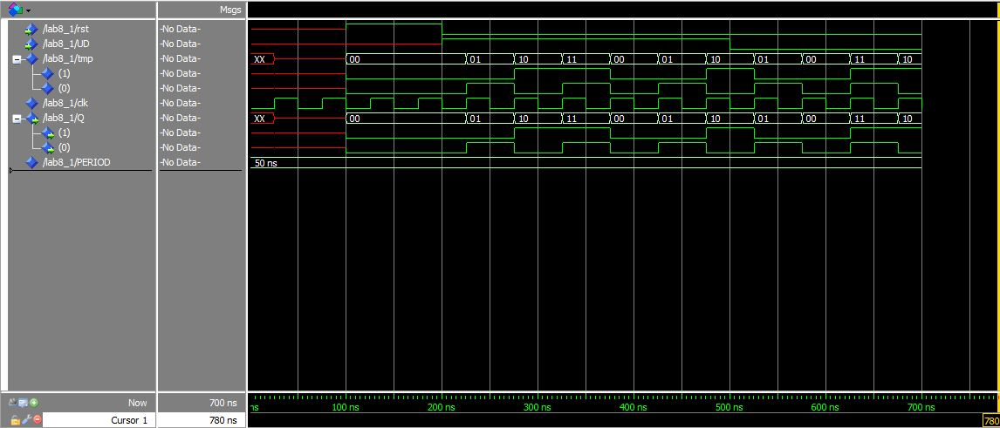 Msgs
/lab8_1/rst -No Data-
/lab8_1/UD -No Data-
/lab8_1/tmp -No Data- XX 00 01 10 11 00 01 10 01 00 11 10
(1) -No Data-
(0) -No Data-
/lab8_1/clk -No Data-
/lab8_1/Q -No Data- XX 00 01 10 11 00 01 10 01 00 11 10
(1) -No Data-
(0) -No Data-
/lab8_1/PERIOD -No Data- 50 ns
Now 700 ns ns 100 ns 200 ns 300 ns 400 ns 500 ns 600 ns 700 ns
Cursor 1 780 ns 780